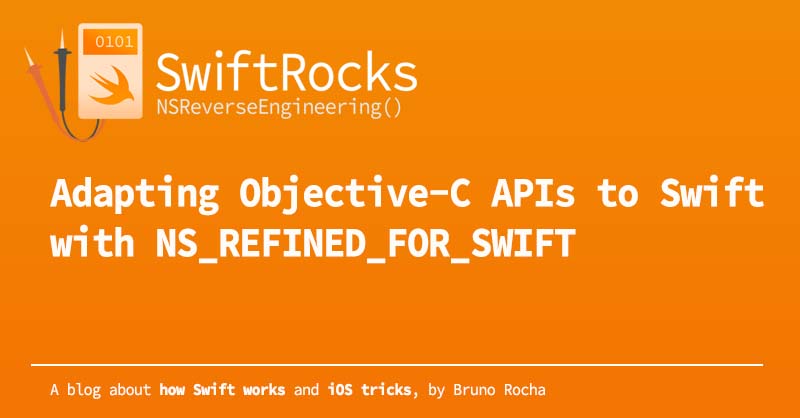 0101
SwiftRocks
NSReverseEngineering()
Adapting Objective-C APIs to Swift
with NS_REFINED_FOR_SWIFT
A blog about how Swift works and iOS tricks, by Bruno Rocha